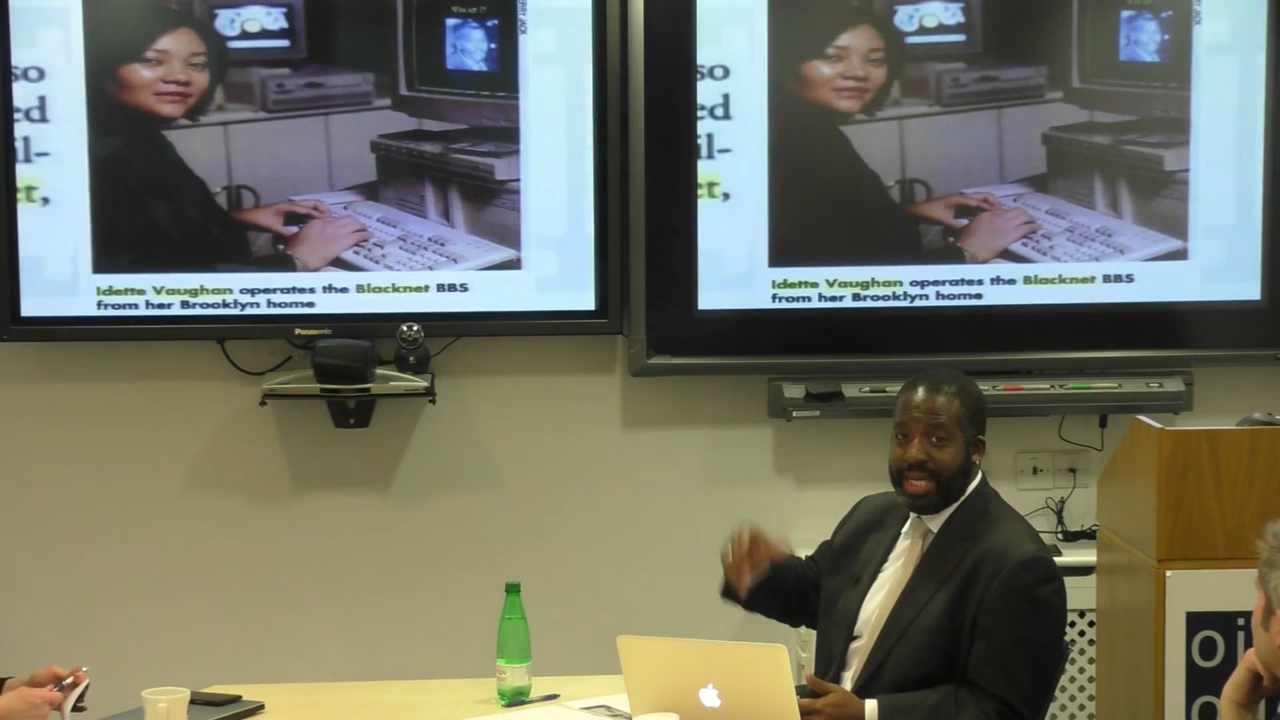 so
ed
il-
et,
Idette Vaughan operates the Blacknet BBS
from her Brooklyn home
Panasonic
so
ed
il-
et,
Idette Vaughan operates the Blacknet BBS
from her Brooklyn home
oi